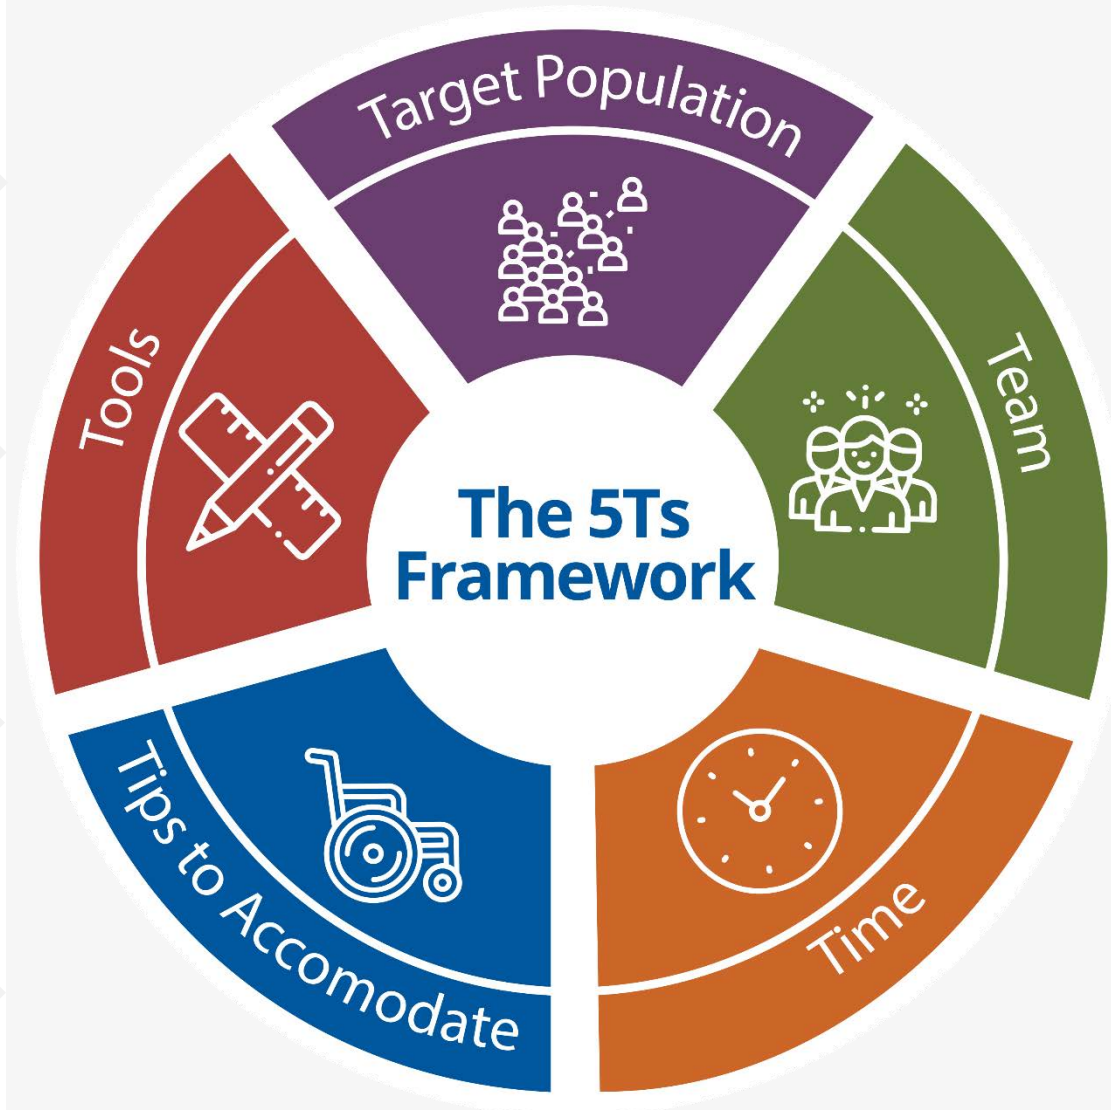 Target Population
Team
Time
Tips to Accomodate
Tools
The 5Ts
Framework